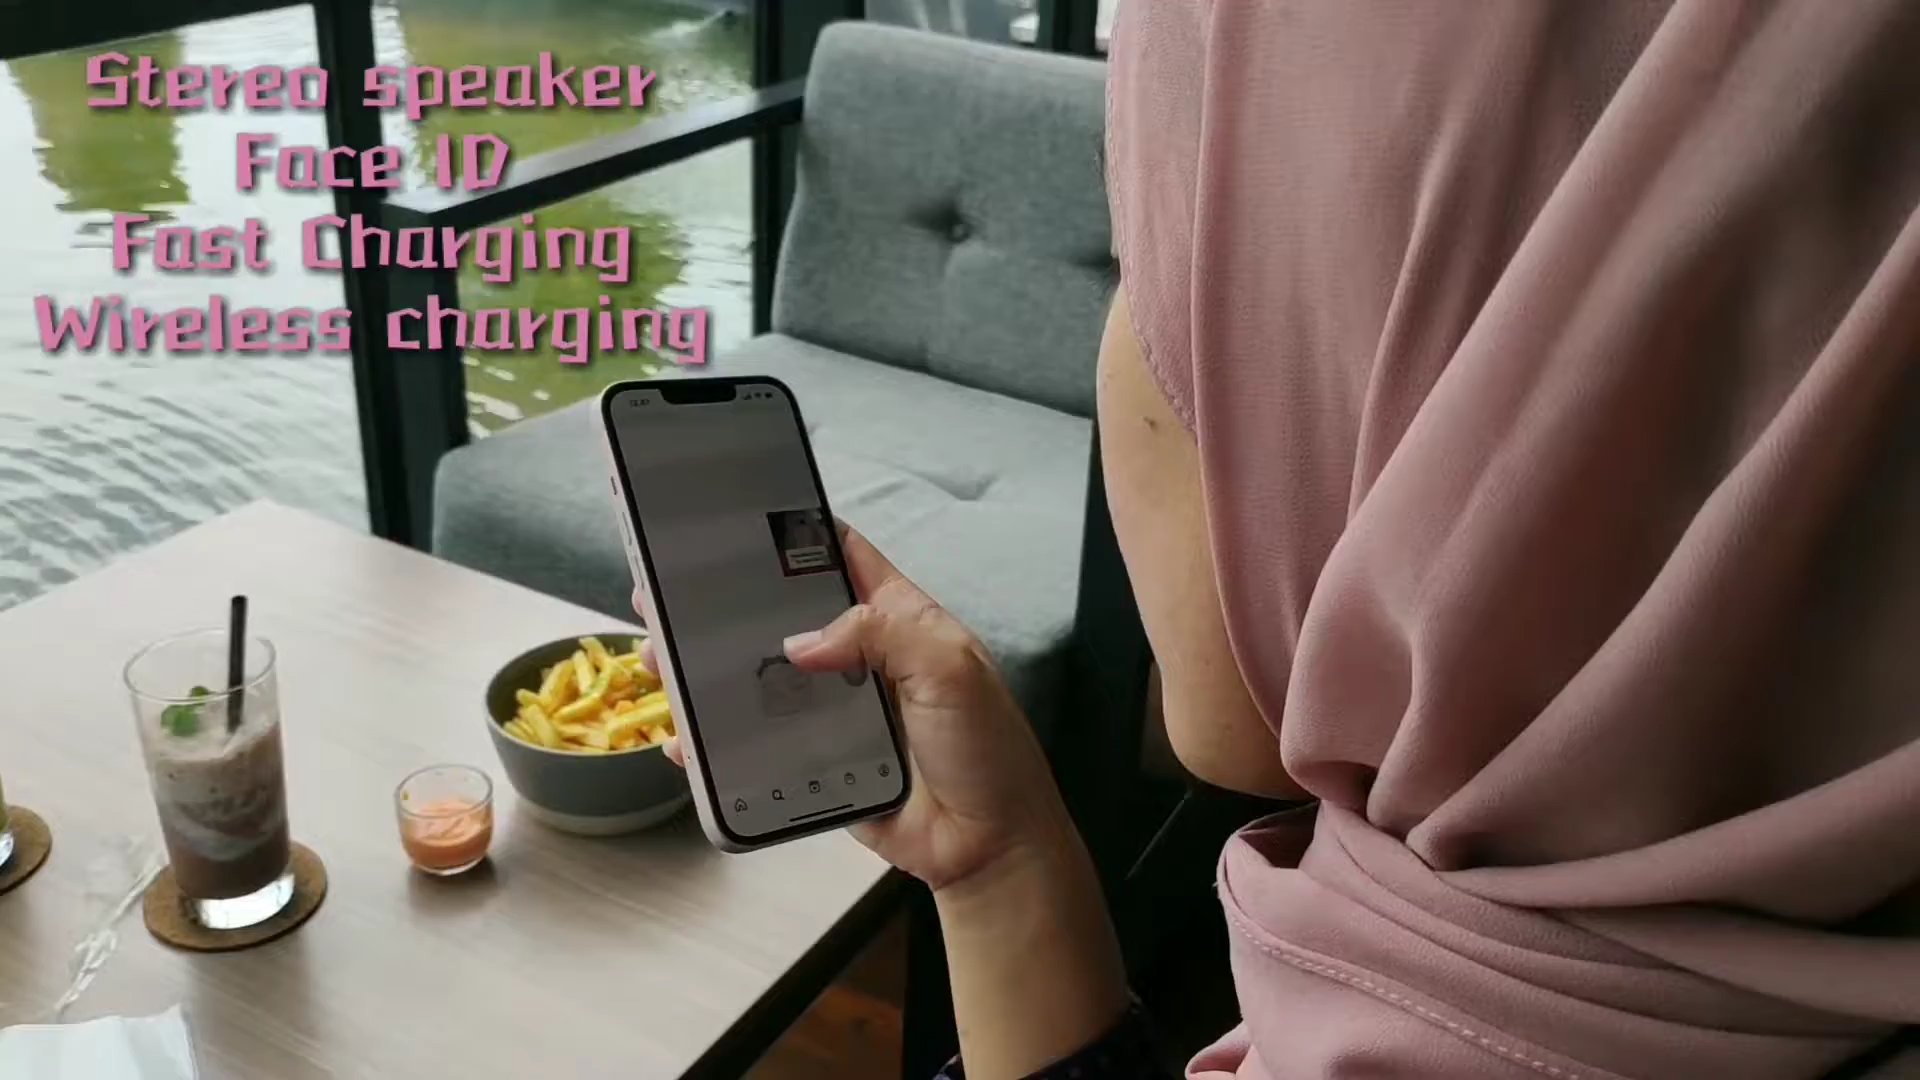 Stereo speaker
Face ID
Fast Charging
Wireless charging